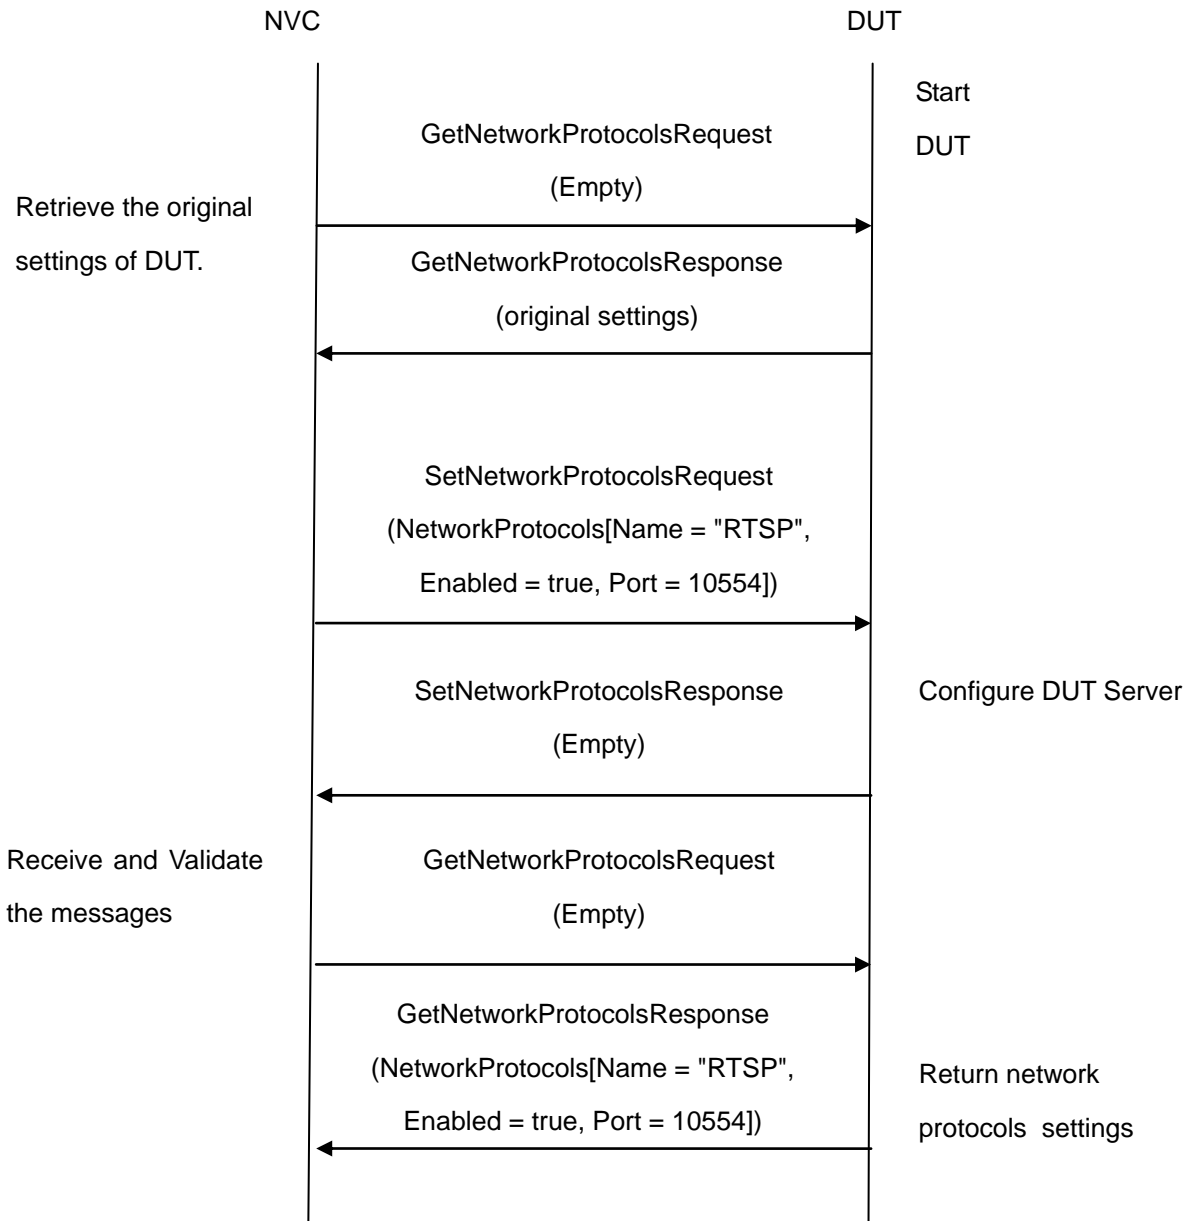 NVC
DUT
Start
DUT
GetNetworkProtocolsRequest
(Empty)
Retrieve the original
settings of DUT.
GetNetworkProtocolsResponse
(original settings)
SetNetworkProtocolsRequest
(NetworkProtocols[Name = "RTSP",
Enabled = true, Port = 10554])
SetNetworkProtocolsResponse
(Empty)
Configure DUT Server
Receive and Validate
the messages
GetNetworkProtocolsRequest
(Empty)
GetNetworkProtocolsResponse
(NetworkProtocols[Name = "RTSP",
Enabled = true, Port = 10554])
Return network
protocols settings